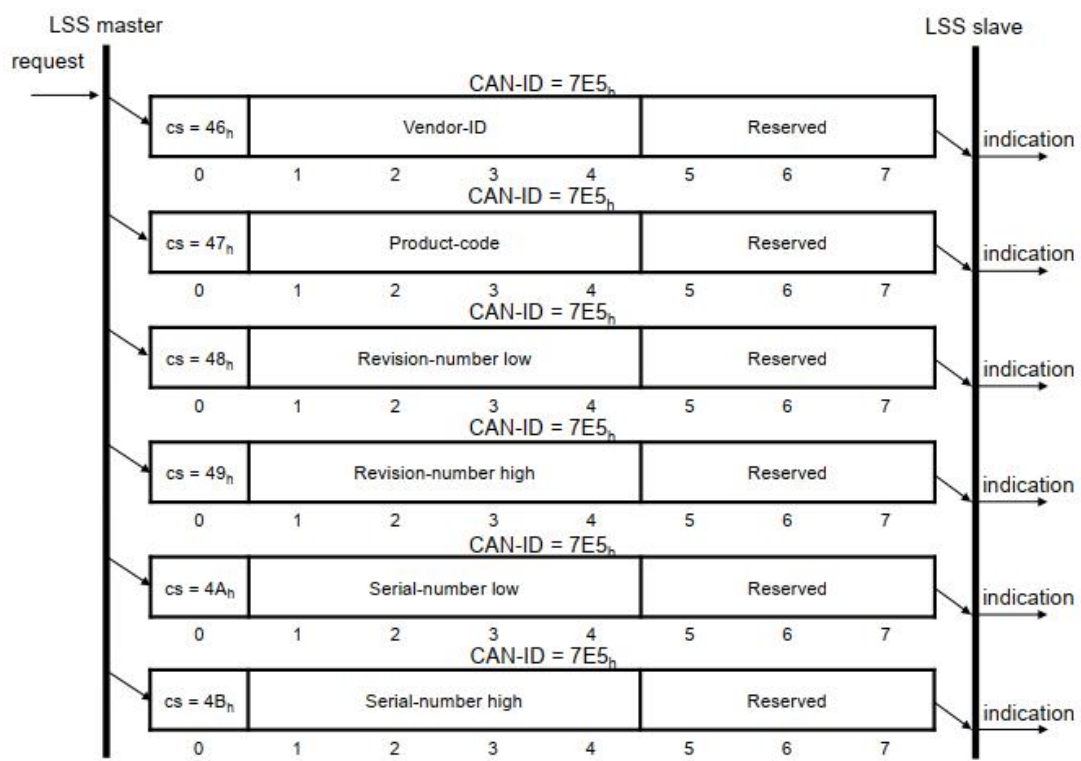 LSS master LSS slave
request
CAN-ID = 7E5h
cs = 46h Vendor-ID Reserved
indication
0 1 2 3 4 5 6 7
CAN-ID = 7E5h
cs = 47h Product-code Reserved
indication
0 1 2 3 4 5 6 7
CAN-ID = 7E5h
cs = 48h Revision-number low Reserved
indication
0 1 2 3 4 5 6 7
CAN-ID = 7E5h
cs = 49h Revision-number high Reserved
indication
0 1 2 3 4 5 6 7
CAN-ID = 7E5h
cs = 4Ah Serial-number low Reserved
indication
0 1 2 3 4 5 6 7
CAN-ID = 7E5h
cs = 4Bh Serial-number high Reserved
indication
0 1 2 3 4 5 6 7